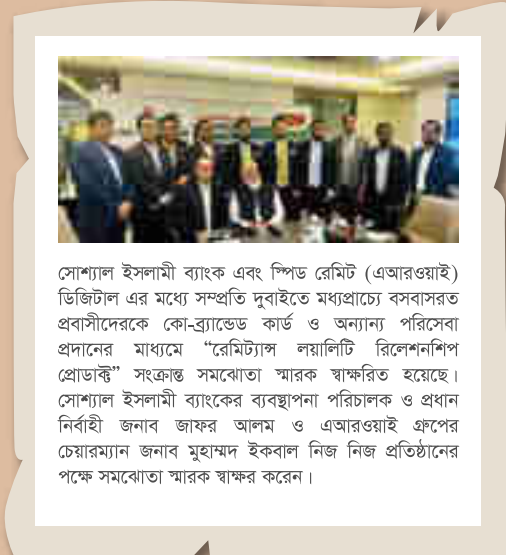 সোশ্যাল ইসলামী ব্যাংক এবং স্পিড রেমিট (এআরওয়াই)
ডিজিটাল এর মধ্যে সম্প্রতি দুবাইতে মধ্যপ্রাচ্যে বসবাসরত
প্রবাসীদেরকে কো-ব্র্যান্ডেড কার্ড ও অন্যান্য পরিসেবা
প্রদানের মাধ্যমে “রেমিট্যান্স লয়ালিটি রিলেশনশিপ
প্রোডাক্ট” সংক্রান্ত সমঝোতা স্মারক স্বাক্ষরিত হয়েছে।
সোশ্যাল ইসলামী ব্যাংকের ব্যবস্থাপনা পরিচালক ও প্রধান
নির্বাহী জনাব জাফর আলম ও এআরওয়াই গ্রুপের
চেয়ারম্যান জনাব মুহাম্মদ ইকবাল নিজ নিজ প্রতিষ্ঠানের
পক্ষে সমঝোতা স্মারক স্বাক্ষর করেন।